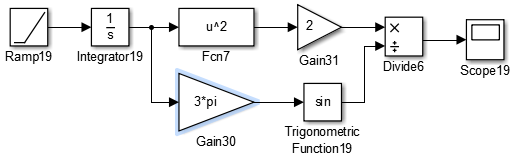 1
s
u^2
2
×
÷
Ramp19
Integrator19
Fcn7
Gain31
Divide6
Scope19
3*pi
sin
Gain30
Trigonometric
Function19